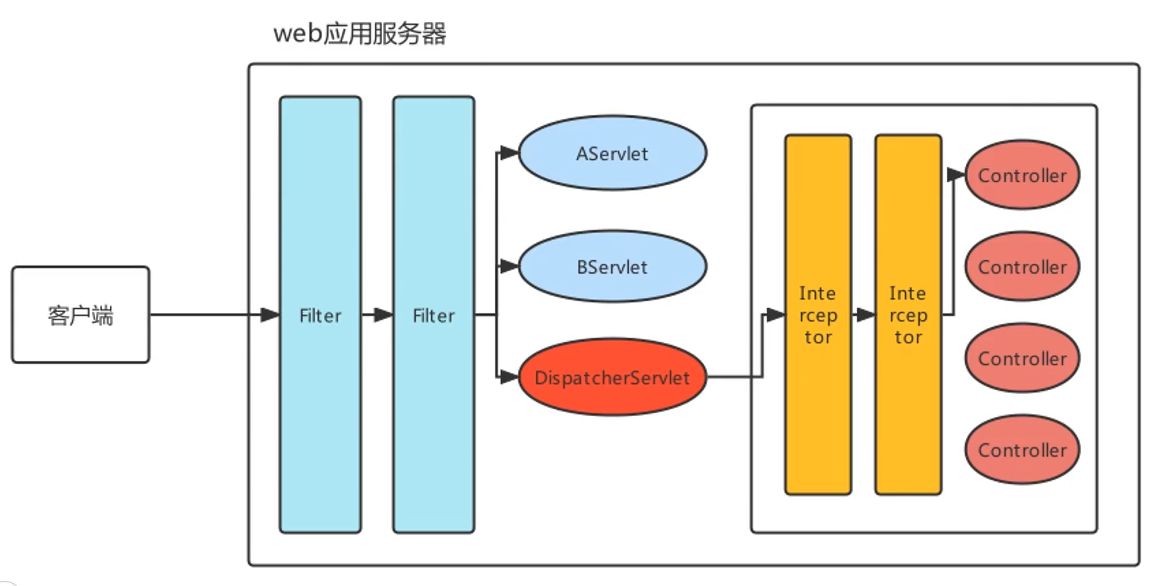 web应用服务器
客户端
Filter
Filter
AServlet
BServlet
DispatcherServlet
Inte
rcep
tor
Inte
rcep
tor
Controller
Controller
Controller
Controller